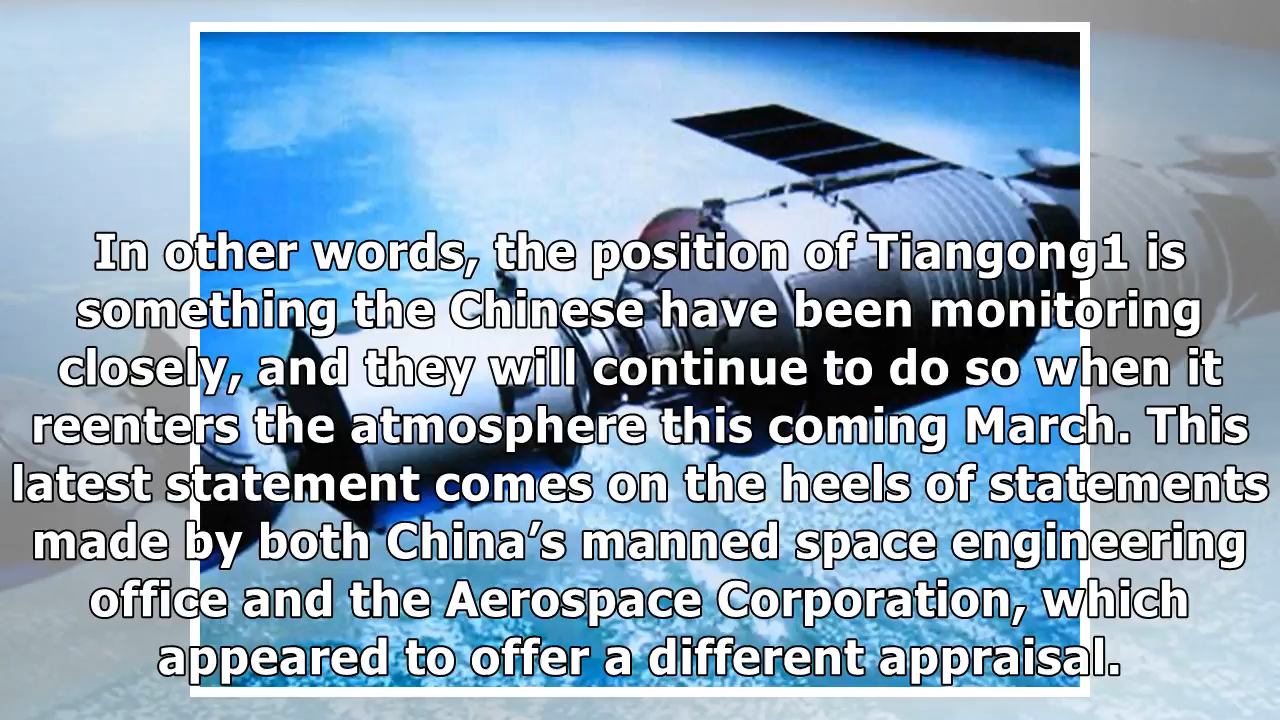 In other words, the position of Tiangong1 is
something the Chinese have been monitoring
closely, and they will continue to do so when it
reenters the atmosphere this coming March. This
latest statement comes on the heels of statements
made by both China’s manned space engineering
office and the Aerospace Corporation, which
appeared to offer a different appraisal.